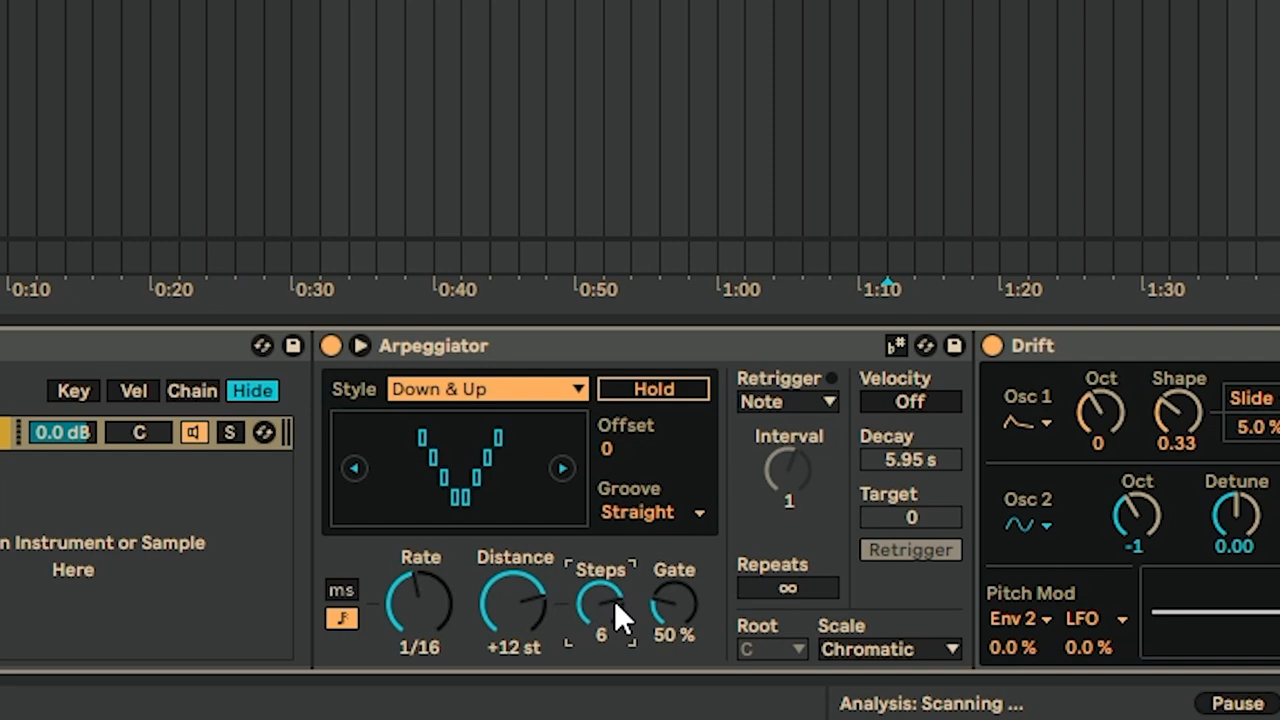 0:10 0:20 0:30 0:40 0:50 1:00 1:10 1:20 1:30
Arpeggiator
Drift
Key Vel Chain Hide
0.0 dB C S
n Instrument or Sample
Here
Style Down & Up Hold
Offset
0
Groove
Straight
Rate Distance Steps Gate
ms
1/16 +12 st 6 50 %
Retrigger
Note
Interval
1
Repeats
∞
Root Scale
C Chromatic
Velocity
Off
Decay
5.95 s
Target
0
Retrigger
Osc 1 Oct Shape
0 0.33
Slide
5.0 %
Osc 2 Oct Detune
-1 0.00
Pitch Mod
Env 2 LFO
0.0 % 0.0 %
Analysis: Scanning ... Pause